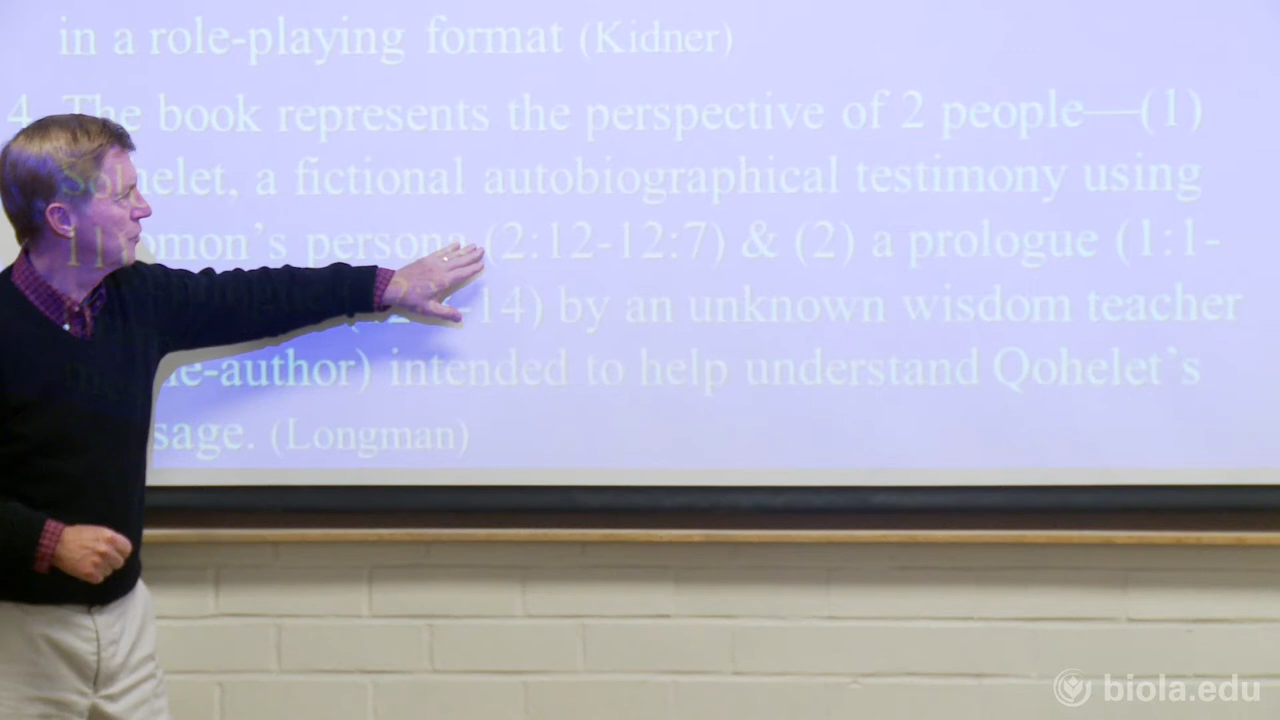 in a role-playing format (Kidner)
4. The book represents the perspective of 2 people—(1)
Qohelet, a fictional autobiographical testimony using
Solomon's persona (2:12-12:7) & (2) a prologue (1:1-
14) by an unknown wisdom teacher
-author) intended to help understand Qohelet's
sage. (Longman)
biola.edu